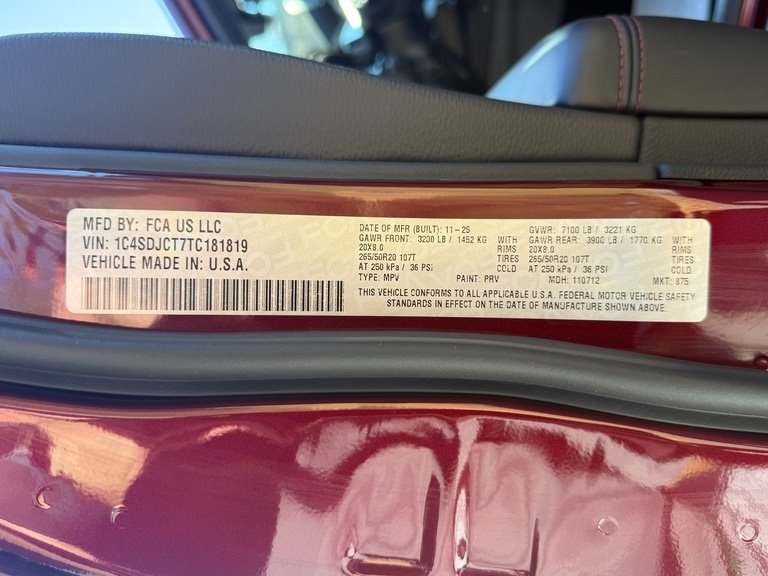 MFD BY: FCA US LLC
VIN: 1C4SDJCT7TC181819
VEHICLE MADE IN: U.S.A.
DATE OF MFR (BUILT): 11-25 GVWR: 7100 LB / 3221 KG
GAWR FRONT: 3200 LB / 1452 KG WITH GAWR REAR: 3900 LB / 1770 KG WITH
20X8.0 RIMS 20X8.0 RIMS
265/50R20 107T TIRES 265/50R20 107T TIRES
AT 250 kPa / 36 PSi COLD AT 250 kPa / 36 PSI COLD
TYPE: MPV PAINT: PRV MDH: 110712 MKT: 875
THIS VEHICLE CONFORMS TO ALL APPLICABLE U.S.A. FEDERAL MOTOR VEHICLE SAFETY
STANDARDS IN EFFECT ON THE DATE OF MANUFACTURE SHOWN ABOVE.